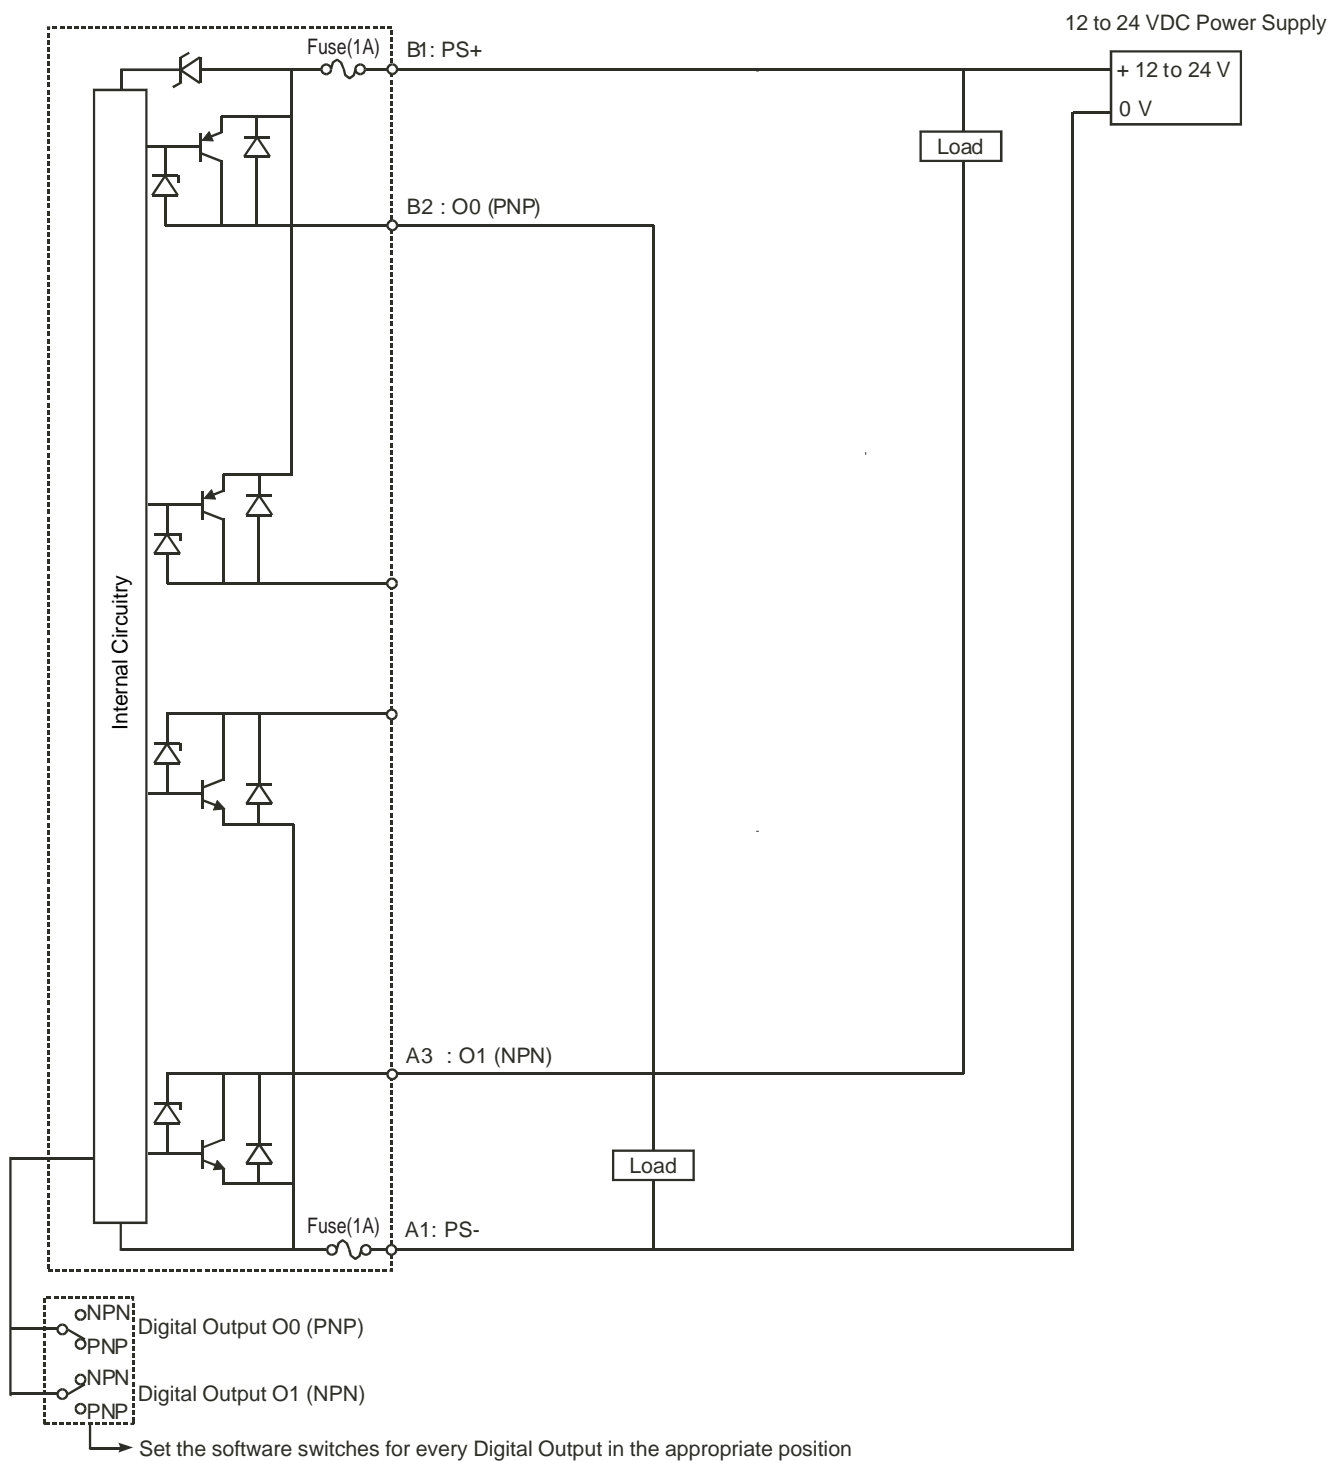 12 to 24 VDC Power Supply
Fuse(1A)
B1: PS+
+ 12 to 24 V
0 V
Load
B2 : O0 (PNP)
Internal Circuitry
A3 : O1 (NPN)
Load
Fuse(1A)
A1: PS-
NPN
Digital Output O0 (PNP)
PNP
NPN
Digital Output O1 (NPN)
PNP
Set the software switches for every Digital Output in the appropriate position